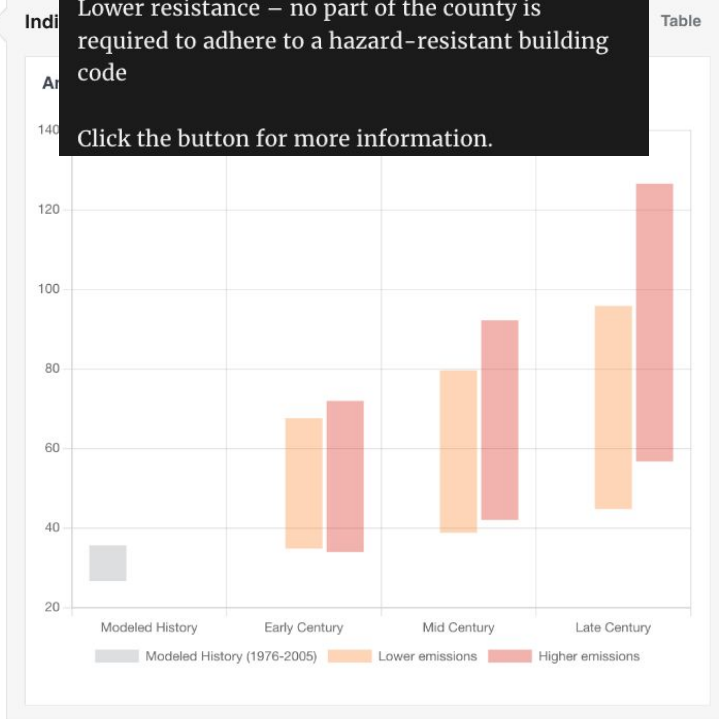 Lower resistance – no part of the county is
required to adhere to a hazard-resistant building
code
Click the button for more information.
Table
140
120
100
80
60
40
20
Modeled History
Early Century
Mid Century
Late Century
Modeled History (1976-2005)
Lower emissions
Higher emissions